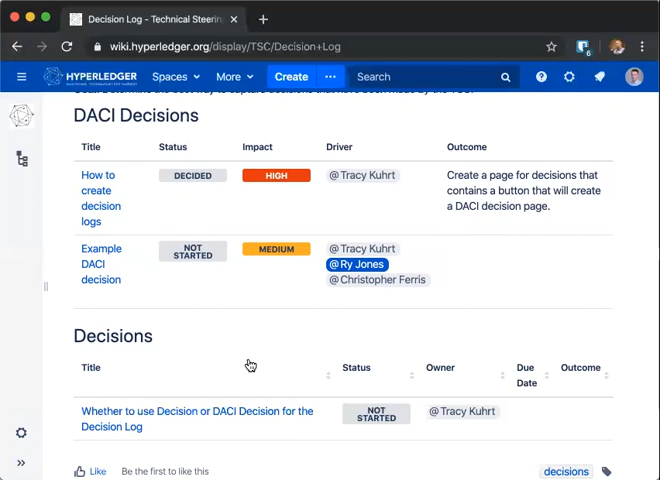 Decision Log - Technical Steerin
wiki.hyperledger.org/display/TSC/Decision+Log
6
HYPERLEDGER
Spaces
More
Create
Search
DACI Decisions
Title Status Impact Driver Outcome
How to create decision logs
DECIDED
HIGH
@Tracy Kuhrt
Create a page for decisions that
contains a button that will create
a DACI decision page.
Example
DACI
decision
NOT
STARTED
MEDIUM
@Tracy Kuhrt
@Ry Jones
@Christopher Ferris
Decisions
Title Status Owner Due
Date Outcome
Whether to use Decision or DACI Decision for the
Decision Log
NOT
STARTED
@Tracy Kuhrt
Like Be the first to like this
decisions